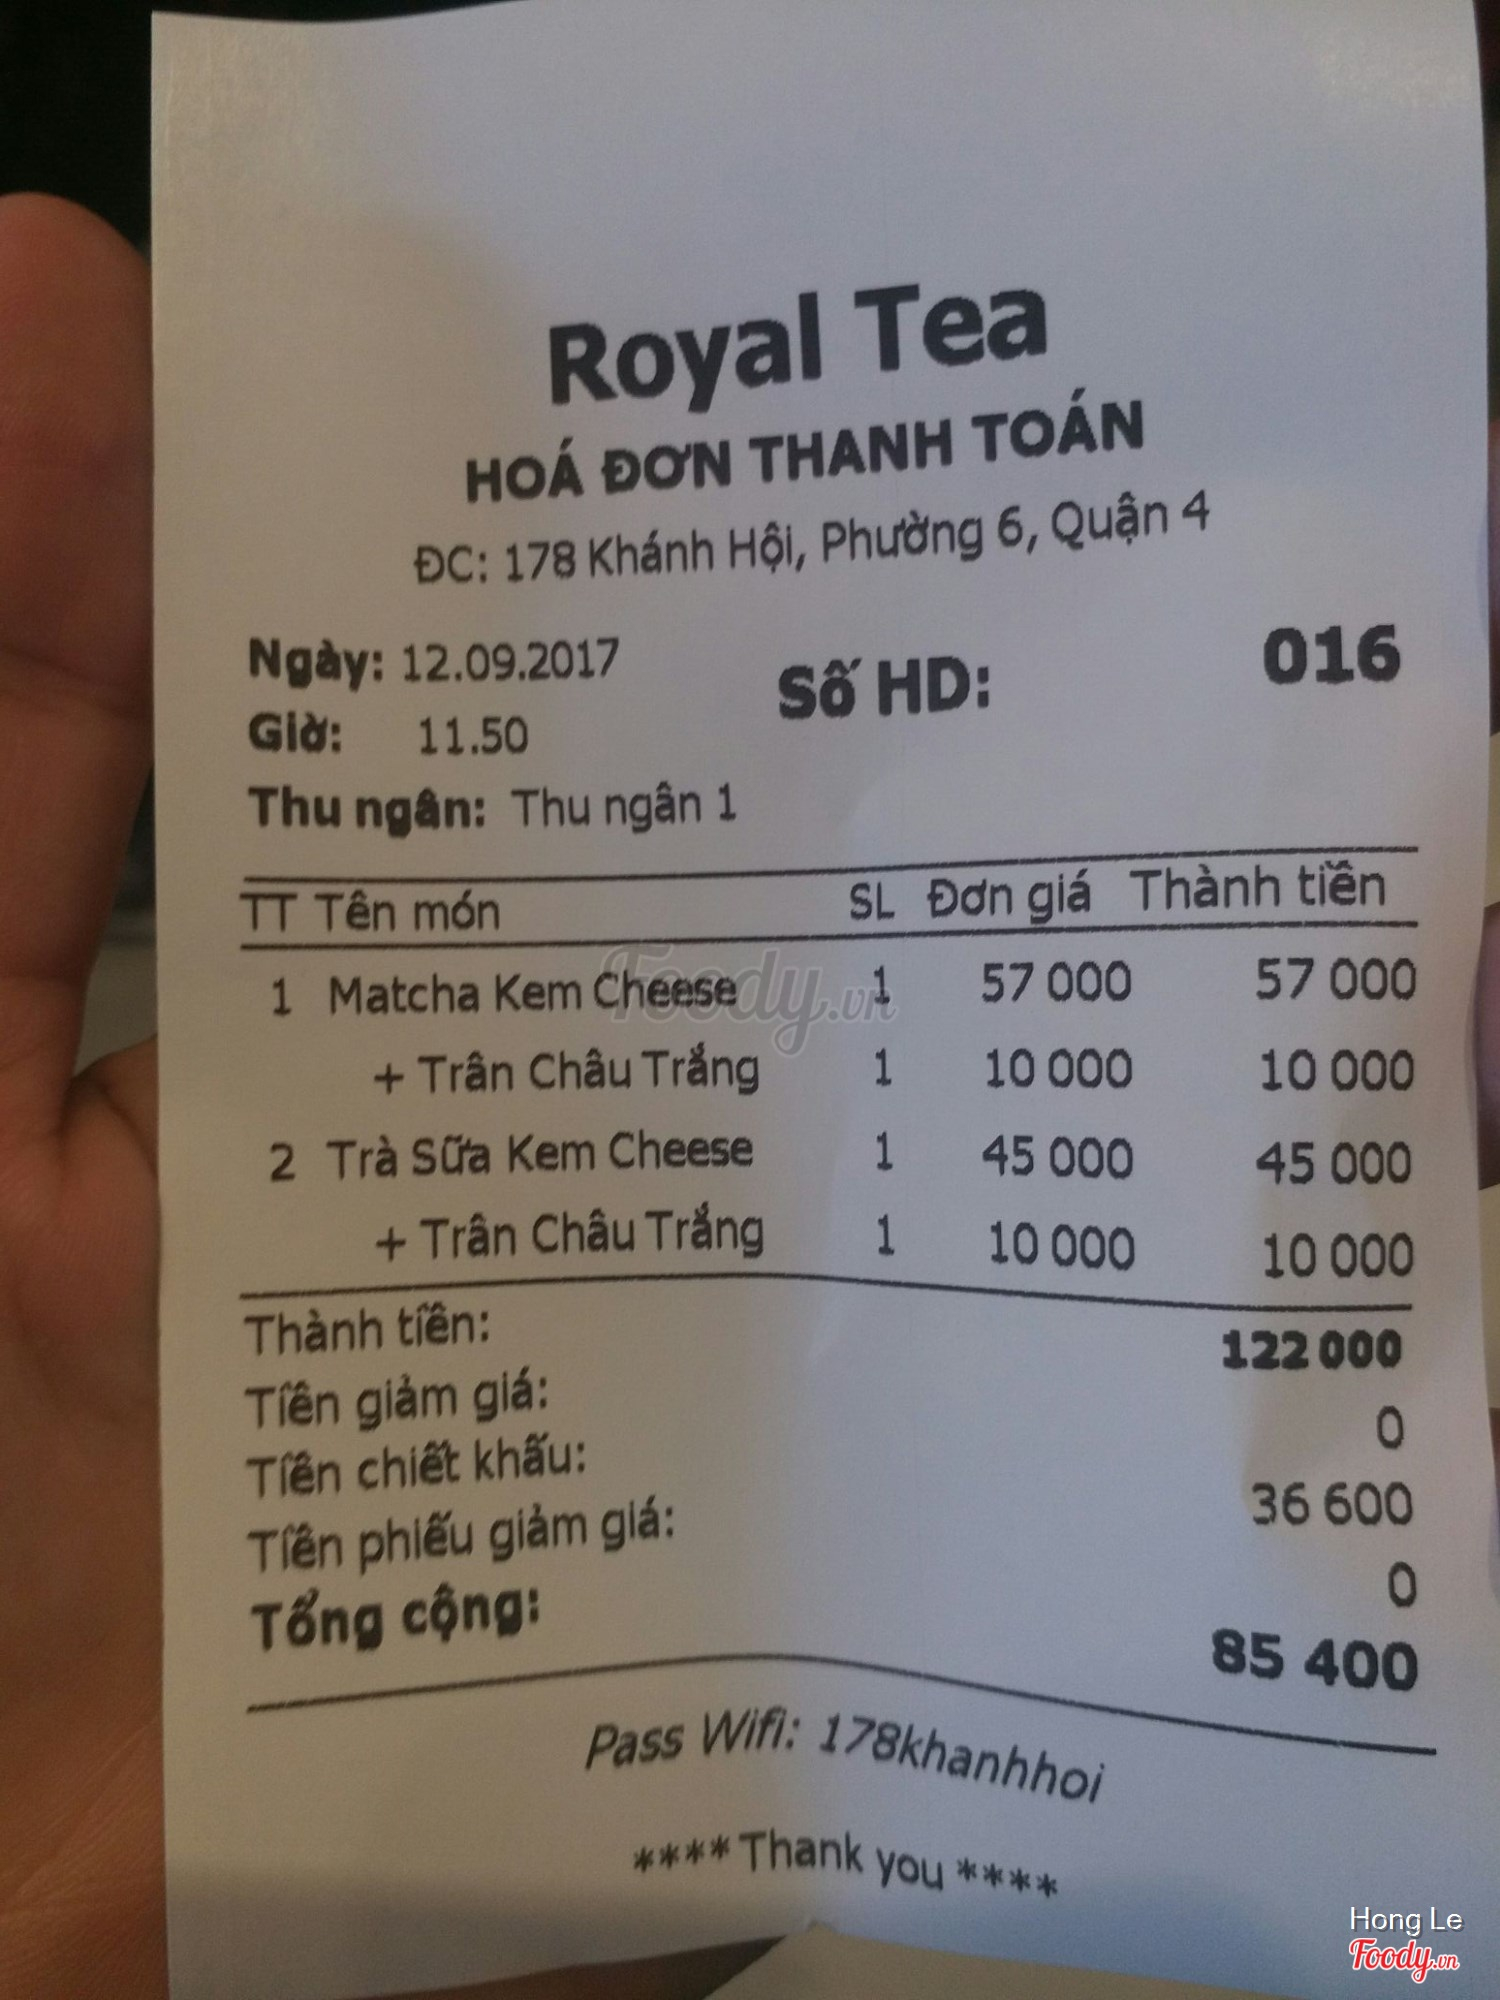 Royal Tea
HOÁ ĐƠN THANH TOÁN
ĐC: 178 Khánh Hội, Phường 6, Quận 4
Ngày: 12.09.2017 Số HD: 016
Giờ: 11.50
Thu ngân: Thu ngân 1
TT Tên món SL Đơn giá Thành tiền
1 Matcha Kem Cheese 1 57 000 57 000
+ Trân Châu Trắng 1 10 000 10 000
2 Trà Sữa Kem Cheese 1 45 000 45 000
+ Trân Châu Trắng 1 10 000 10 000
Thành tiền: 122 000
Tiền giảm giá: 0
Tiền chiết khấu: 36 600
Tiền phiếu giảm giá: 0
Tổng cộng: 85 400
Pass Wifi: 178khanhhoi
**** Thank you ****
Foody.vn
Hong Le
Foody.vn